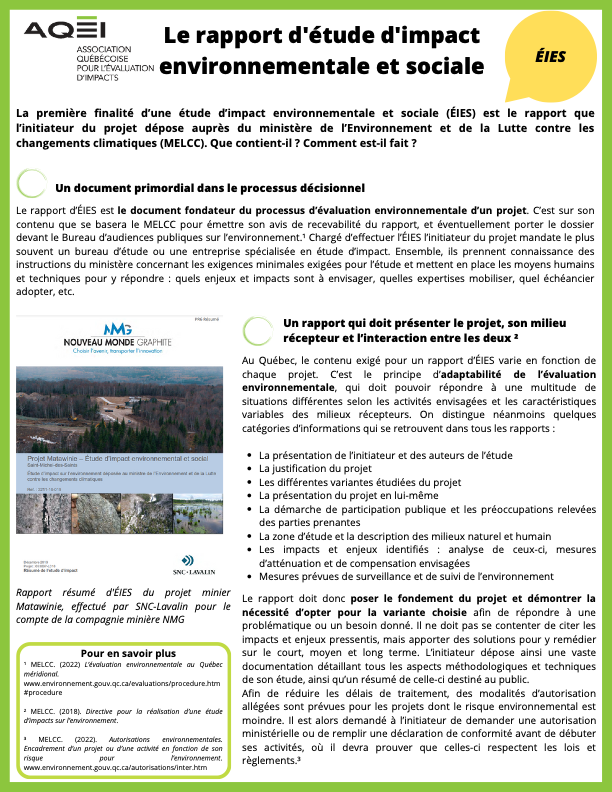 AQEI
ASSOCIATION
QUÉBÉCOISE
POUR L'ÉVALUATION
D'IMPACTS
Le rapport d'étude d'impact
environnementale et sociale
ÉIES
La première finalité d'une étude d'impact environnementale et sociale (ÉIES) est le rapport que
l'initiateur du projet dépose auprès du ministère de l'Environnement et de la Lutte contre les
changements climatiques (MELCC). Que contient-il ? Comment est-il fait ?
Un document primordial dans le processus décisionnel
Le rapport d'ÉIES est le document fondateur du processus d'évaluation environnementale d'un projet. C'est sur son
contenu que se basera le MELCC pour émettre son avis de recevabilité du rapport, et éventuellement porter le dossier
devant le Bureau d'audiences publiques sur l'environnement.¹ Chargé d'effectuer l'ÉIES l'initiateur du projet mandate le plus
souvent un bureau d'étude ou une entreprise spécialisée en étude d'impact. Ensemble, ils prennent connaissance des
instructions du ministère concernant les exigences minimales exigées pour l'étude et mettent en place les moyens humains
et techniques pour y répondre : quels enjeux et impacts sont à envisager, quelles expertises mobiliser, quel échéancier
adopter, etc.
PR6 Résumé
NMG
NOUVEAU MONDE GRAPHITE
Choisir l'avenir, transporter l'innovation
Projet Matawinie – Étude d'impact environnemental et social
Saint-Michel-des-Saints
Étude d'impact sur l'environnement déposée au ministre de l'Environnement et de la Lutte
contre les changements climatiques
Résumé de l'étude d'impact
SNC·LAVALIN
Rapport résumé d'ÉIES du projet minier
Matawinie, effectué par SNC-Lavalin pour le
compte de la compagnie minière NMG
Pour en savoir plus
¹ MELCC. (2022) L'évaluation environnementale au Québec
méridional.
www.environnement.gouv.qc.ca/evaluations/procedure.htm
#procedure
² MELCC. (2018). Directive pour la réalisation d'une étude
d'impacts sur l'environnement.
³ MELCC. (2022). Autorisations environnementales.
Encadrement d'un projet ou d'une activité en fonction de son
risque pour l'environnement.
www.environnement.gouv.qc.ca/autorisations/inter.htm
Un rapport qui doit présenter le projet, son milieu
récepteur et l'interaction entre les deux ²
Au Québec, le contenu exigé pour un rapport d'ÉIES varie en fonction de
chaque projet. C'est le principe d'adaptabilité de l'évaluation
environnementale, qui doit pouvoir répondre à une multitude de
situations différentes selon les activités envisagées et les caractéristiques
variables des milieux récepteurs. On distingue néanmoins quelques
catégories d'informations qui se retrouvent dans tous les rapports :
• La présentation de l'initiateur et des auteurs de l'étude
• La justification du projet
• Les différentes variantes étudiées du projet
• La présentation du projet en lui-même
• La démarche de participation publique et les préoccupations relevées
des parties prenantes
• La zone d'étude et la description des milieux naturel et humain
• Les impacts et enjeux identifiés : analyse de ceux-ci, mesures
d'atténuation et de compensation envisagées
• Mesures prévues de surveillance et de suivi de l'environnement
Le rapport doit donc poser le fondement du projet et démontrer la
nécessité d'opter pour la variante choisie afin de répondre à une
problématique ou un besoin donné. Il ne doit pas se contenter de citer les
impacts et enjeux pressentis, mais apporter des solutions pour y remédier
sur le court, moyen et long terme. L'initiateur dépose ainsi une vaste
documentation détaillant tous les aspects méthodologiques et techniques
de son étude, ainsi qu'un résumé de celle-ci destiné au public.
Afin de réduire les délais de traitement, des modalités d'autorisation
allégées sont prévues pour les projets dont le risque environnemental est
moindre. Il est alors demandé à l'initiateur de demander une autorisation
ministérielle ou de remplir une déclaration de conformité avant de débuter
ses activités, où il devra prouver que celles-ci respectent les lois et
règlements.³